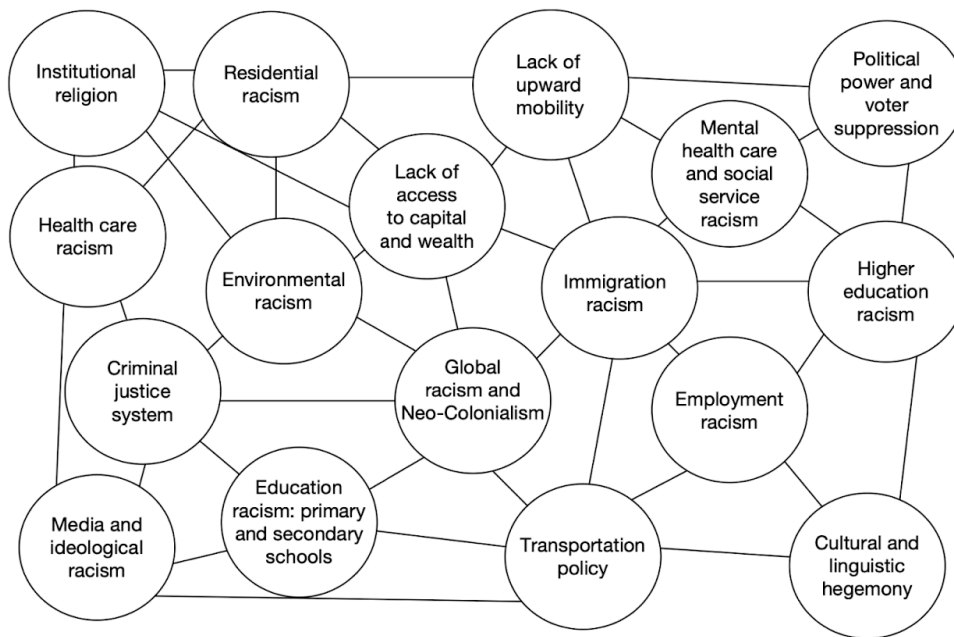 Institutional
religion
Residential
racism
Lack of
upward
mobility
Political
power and
voter
suppression
Mental
health care
and social
service
racism
Lack of
access
to capital
and wealth
Health care
racism
Environmental
racism
Immigration
racism
Higher
education
racism
Criminal
justice
system
Global
racism and
Neo-Colonialism
Employment
racism
Media and
ideological
racism
Education
racism: primary
and secondary
schools
Transportation
policy
Cultural and
linguistic
hegemony